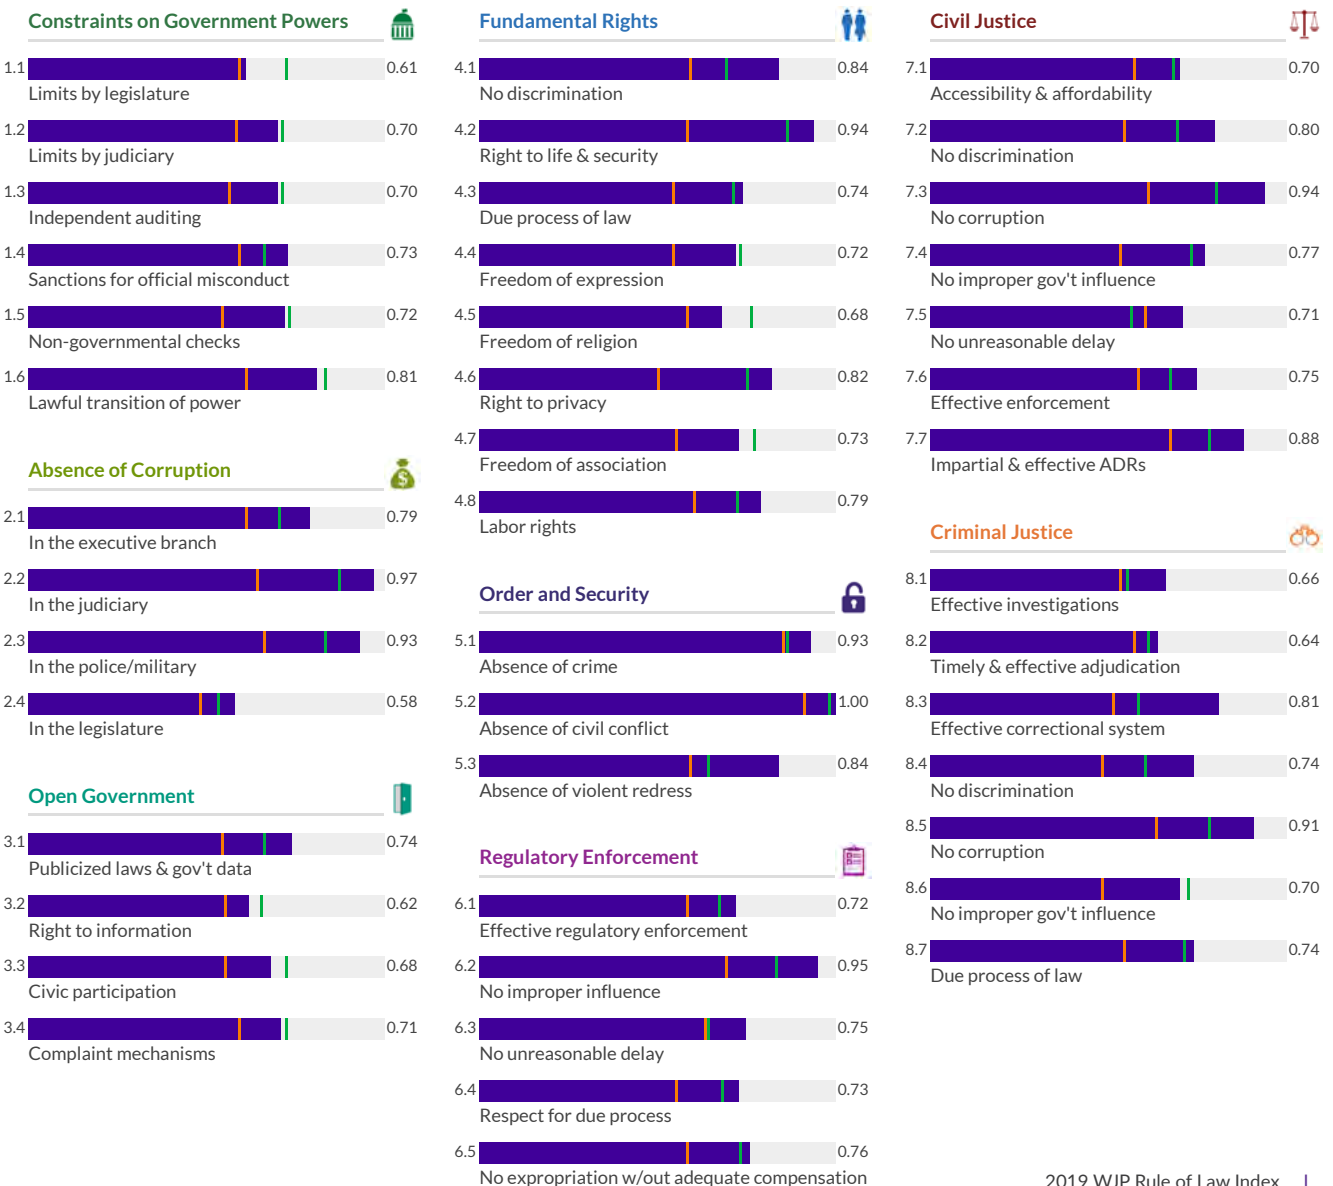 Constraints on Government Powers
1.1 0.61
Limits by legislature
1.2 0.70
Limits by judiciary
1.3 0.70
Independent auditing
1.4 0.73
Sanctions for official misconduct
1.5 0.72
Non-governmental checks
1.6 0.81
Lawful transition of power
Absence of Corruption
2.1 0.79
In the executive branch
2.2 0.97
In the judiciary
2.3 0.93
In the police/military
2.4 0.58
In the legislature
Open Government
3.1 0.74
Publicized laws & gov't data
3.2 0.62
Right to information
3.3 0.68
Civic participation
3.4 0.71
Complaint mechanisms
Fundamental Rights
4.1 0.84
No discrimination
4.2 0.94
Right to life & security
4.3 0.74
Due process of law
4.4 0.72
Freedom of expression
4.5 0.68
Freedom of religion
4.6 0.82
Right to privacy
4.7 0.73
Freedom of association
4.8 0.79
Labor rights
Order and Security
5.1 0.93
Absence of crime
5.2 1.00
Absence of civil conflict
5.3 0.84
Absence of violent redress
Regulatory Enforcement
6.1 0.72
Effective regulatory enforcement
6.2 0.95
No improper influence
6.3 0.75
No unreasonable delay
6.4 0.73
Respect for due process
6.5 0.76
No expropriation w/out adequate compensation
Civil Justice
7.1 0.70
Accessibility & affordability
7.2 0.80
No discrimination
7.3 0.94
No corruption
7.4 0.77
No improper gov't influence
7.5 0.71
No unreasonable delay
7.6 0.75
Effective enforcement
7.7 0.88
Impartial & effective ADRs
Criminal Justice
8.1 0.66
Effective investigations
8.2 0.64
Timely & effective adjudication
8.3 0.81
Effective correctional system
8.4 0.74
No discrimination
8.5 0.91
No corruption
8.6 0.70
No improper gov't influence
8.7 0.74
Due process of law
2019 WJP Rule of Law Index |